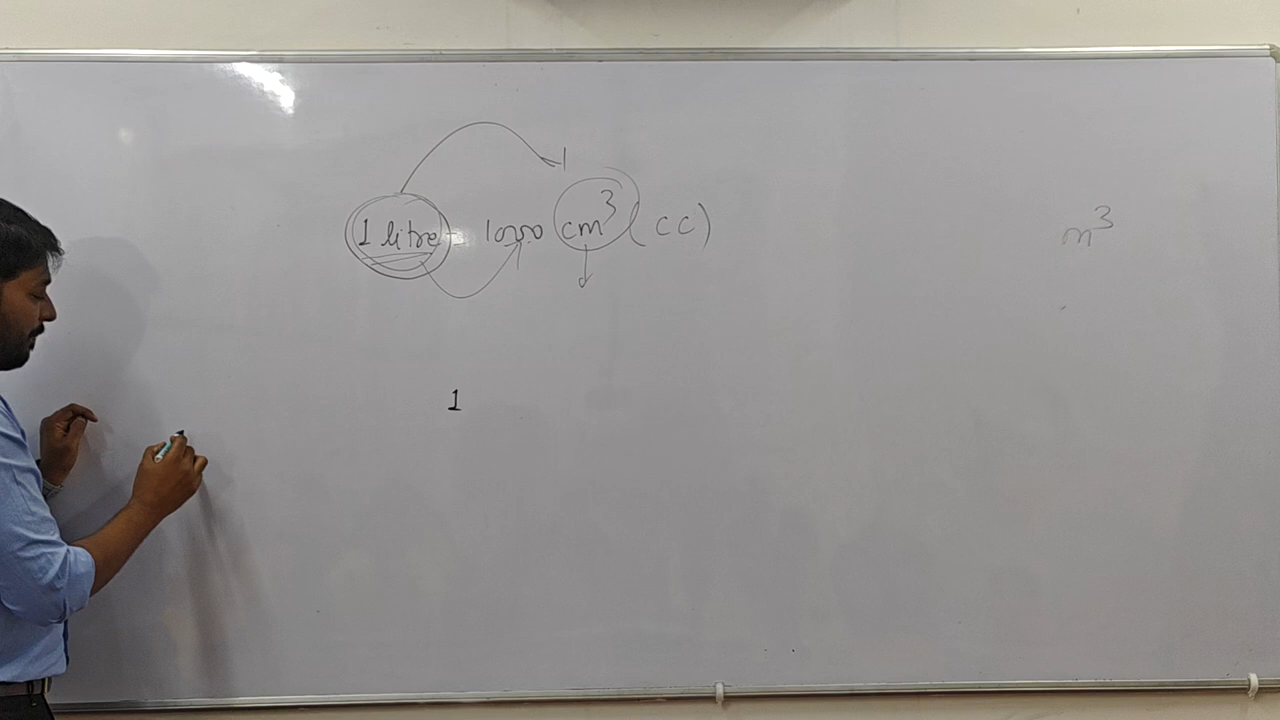 1 litre = 1000 cm³ (cc) m³
1